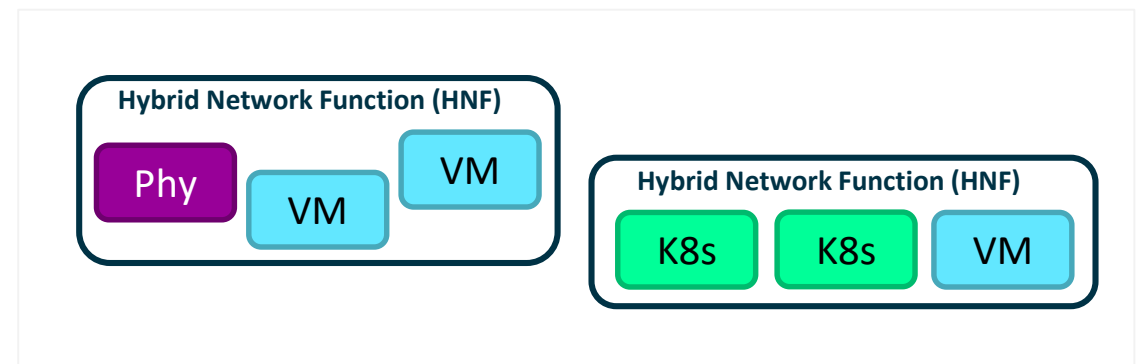 Hybrid Network Function (HNF)
Phy
VM
VM
Hybrid Network Function (HNF)
K8s
K8s
VM